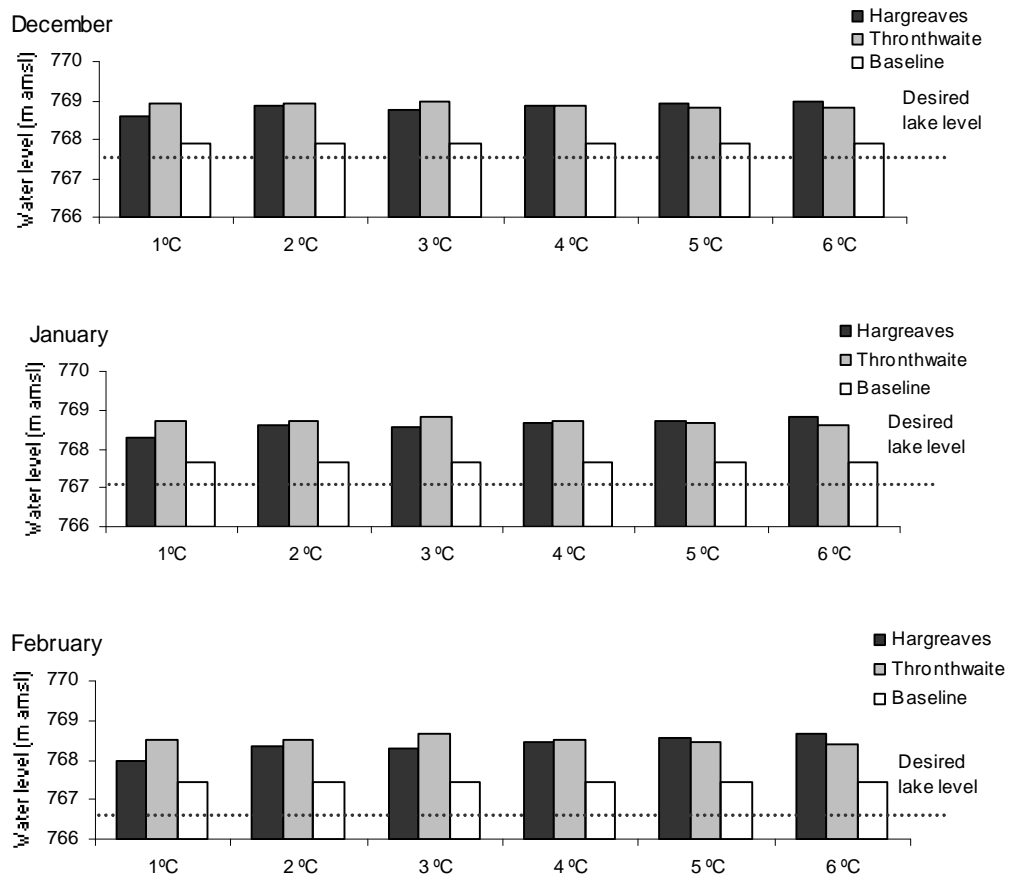 December
Hargreaves
Thronthwaite
Baseline
Water level (m amsl)
770
769
768
767
766
Desired
lake level
1ºC
2 ºC
3 ºC
4 ºC
5 ºC
6 ºC
January
Hargreaves
Thronthwaite
Baseline
Water level (m amsl)
770
769
768
767
766
Desired
lake level
1ºC
2 ºC
3 ºC
4 ºC
5 ºC
6 ºC
February
Hargreaves
Thronthwaite
Baseline
Water level (m amsl)
770
769
768
767
766
Desired
lake level
1ºC
2 ºC
3 ºC
4 ºC
5 ºC
6 ºC